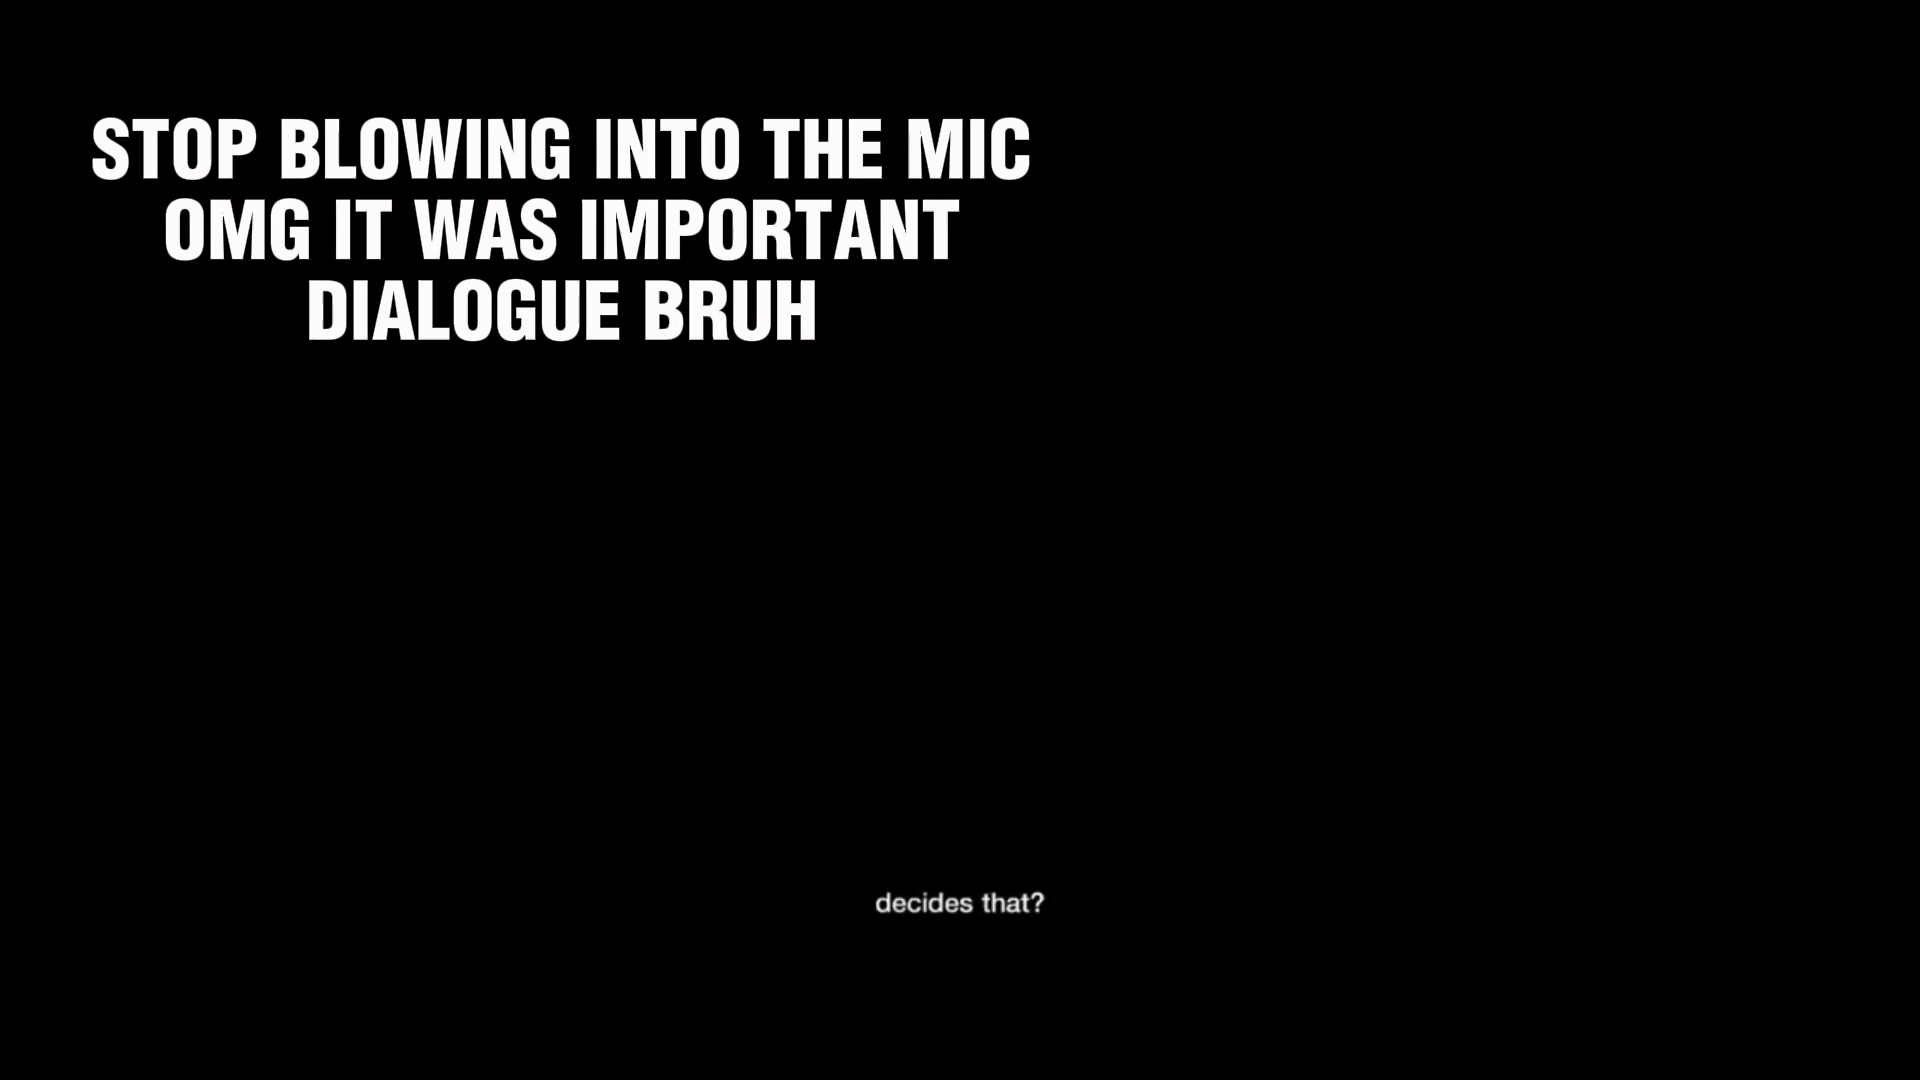 STOP BLOWING INTO THE MIC
OMG IT WAS IMPORTANT
DIALOGUE BRUH
decides that?